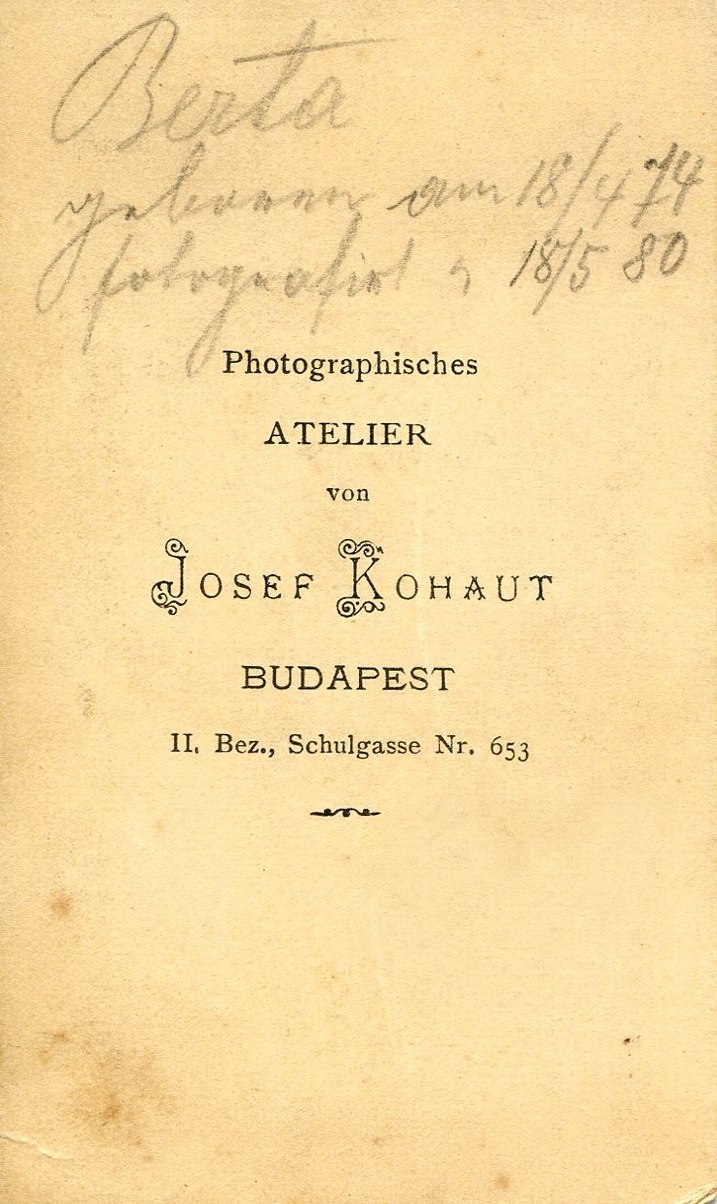 Berta
geboren am 18/4 74
fotografirt " 18/5 80
Photographisches
ATELIER
von
JOSEF KOHAUT
BUDAPEST
II. Bez., Schulgasse Nr. 653